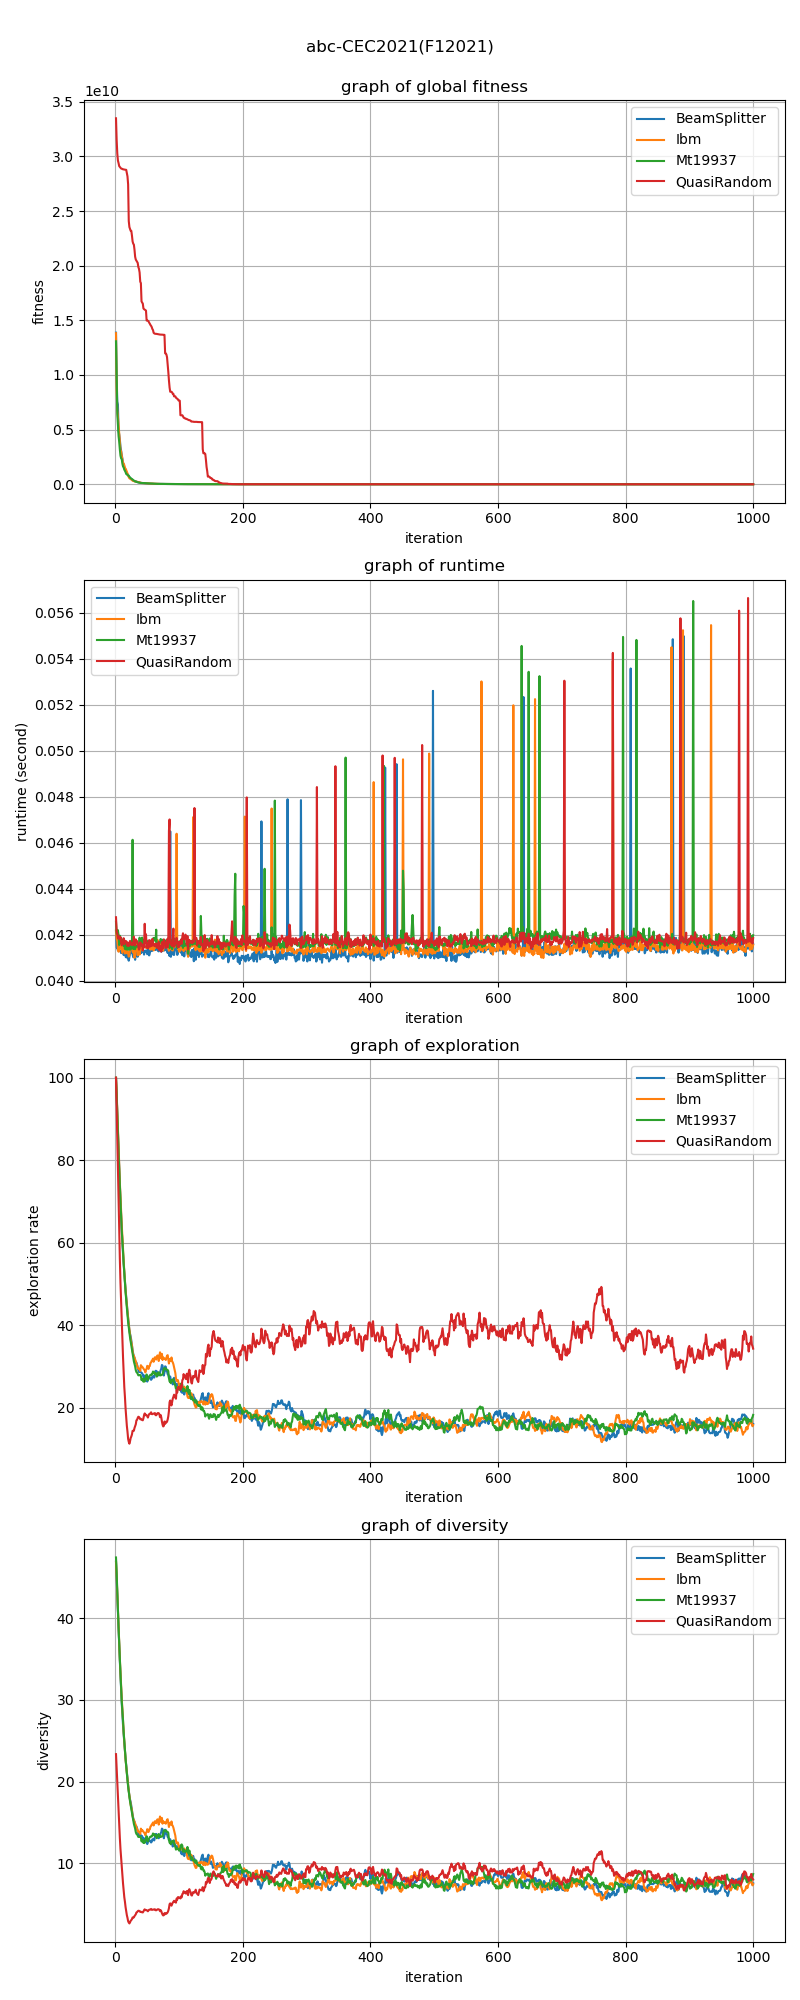 abc-CEC2021(F12021)
graph of global fitness
1e10
3.5
3.0
2.5
2.0
1.5
1.0
0.5
0.0
fitness
BeamSplitter
Ibm
Mt19937
QuasiRandom
0 200 400 600 800 1000
iteration
graph of runtime
0.056
0.054
0.052
0.050
0.048
0.046
0.044
0.042
0.040
runtime (second)
BeamSplitter
Ibm
Mt19937
QuasiRandom
0 200 400 600 800 1000
iteration
graph of exploration
100
80
60
40
20
exploration rate
BeamSplitter
Ibm
Mt19937
QuasiRandom
0 200 400 600 800 1000
iteration
graph of diversity
40
30
20
10
diversity
BeamSplitter
Ibm
Mt19937
QuasiRandom
0 200 400 600 800 1000
iteration